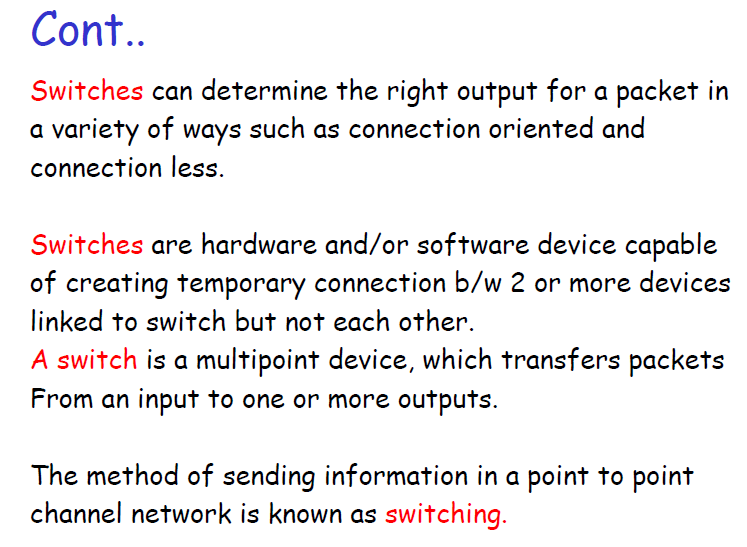 Cont..
Switches can determine the right output for a packet in
a variety of ways such as connection oriented and
connection less.
Switches are hardware and/or software device capable
of creating temporary connection b/w 2 or more devices
linked to switch but not each other.
A switch is a multipoint device, which transfers packets
From an input to one or more outputs.
The method of sending information in a point to point
channel network is known as switching.